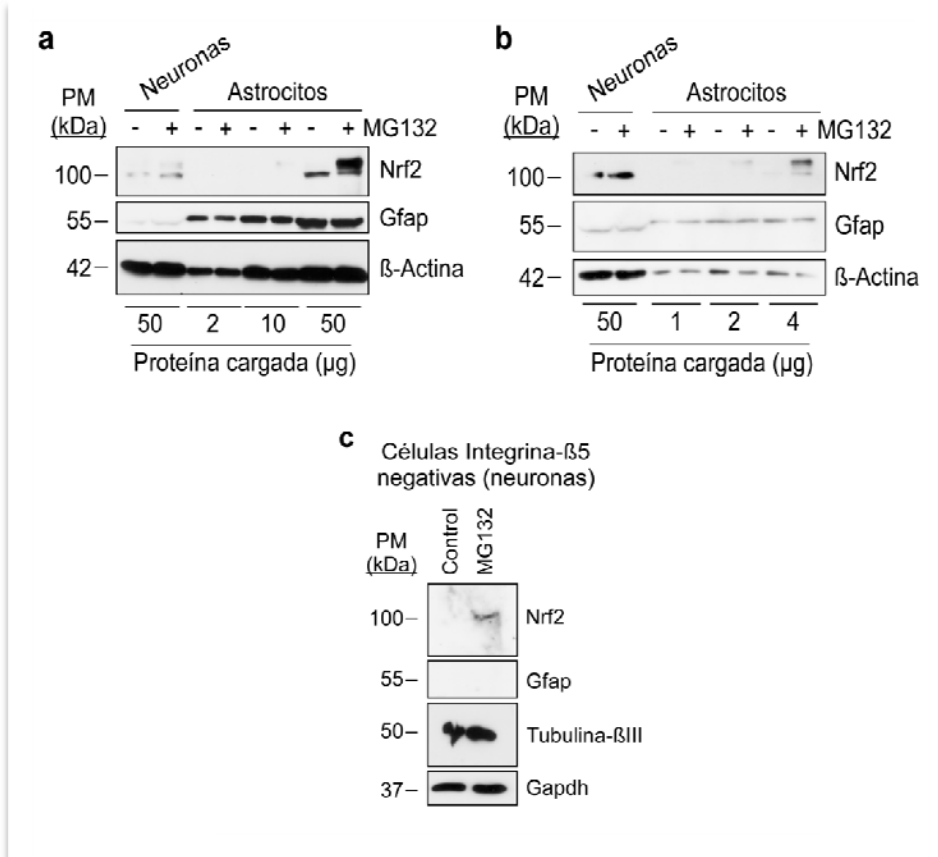 a
Neuronas
Astrocitos
PM
(kDa)
- + - + - + - + MG132
100 Nrf2
55 Gfap
42 ß-Actina
50 2 10 50
Proteína cargada (µg)
b
Neuronas
Astrocitos
PM
(kDa)
- + - + - + - + MG132
100 Nrf2
55 Gfap
42 ß-Actina
50 1 2 4
Proteína cargada (µg)
c
Células Integrina-ß5
negativas (neuronas)
PM
(kDa)
Control
MG132
100 Nrf2
55 Gfap
50 Tubulina-ßIII
37 Gapdh